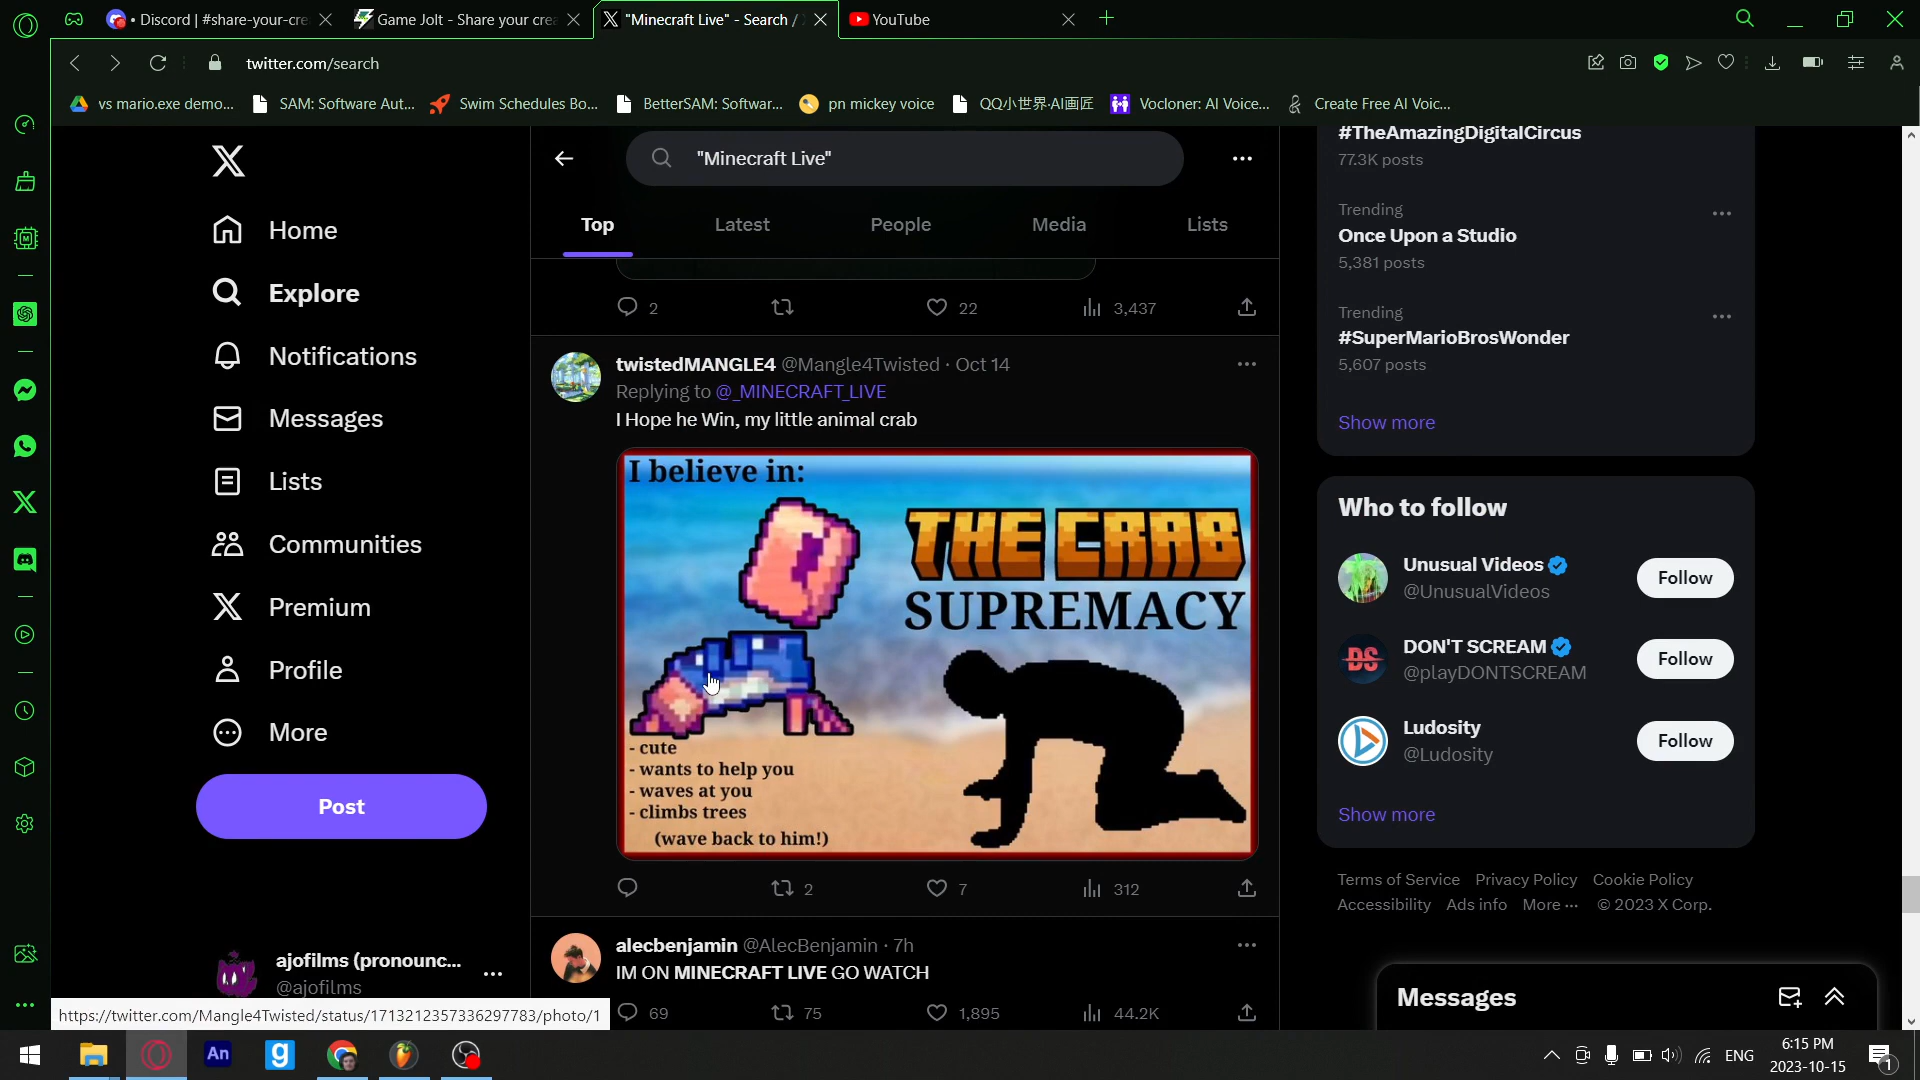 • Discord | #share-your-cre
Game Jolt - Share your crea
"Minecraft Live" - Search /
YouTube
twitter.com/search
vs mario.exe demo...
SAM: Software Aut...
Swim Schedules Bo...
BetterSAM: Softwar...
pn mickey voice
QQ小世界·AI画匠
Vocloner: AI Voice...
Create Free AI Voic...
Home
Explore
Notifications
Messages
Lists
Communities
Premium
Profile
More
Post
ajofilms (pronounc...
@ajofilms
https://twitter.com/Mangle4Twisted/status/1713212357336297783/photo/1
"Minecraft Live"
Top
Latest
People
Media
Lists
2
22
3,437
twistedMANGLE4 @Mangle4Twisted · Oct 14
Replying to @_MINECRAFT_LIVE
I Hope he Win, my little animal crab
I believe in:
THE CRAB
SUPREMACY
- cute
- wants to help you
- waves at you
- climbs trees
(wave back to him!)
2
7
312
alecbenjamin @AlecBenjamin · 7h
IM ON MINECRAFT LIVE GO WATCH
69
75
1,895
44.2K
#TheAmazingDigitalCircus
77.3K posts
Trending
Once Upon a Studio
5,381 posts
Trending
#SuperMarioBrosWonder
5,607 posts
Show more
Who to follow
Unusual Videos
@UnusualVideos
Follow
DS
DON'T SCREAM
@playDONTSCREAM
Follow
Ludosity
@Ludosity
Follow
Show more
Terms of Service Privacy Policy Cookie Policy
Accessibility Ads info More ··· © 2023 X Corp.
Messages
An
g
ENG
6:15 PM
2023-10-15
1